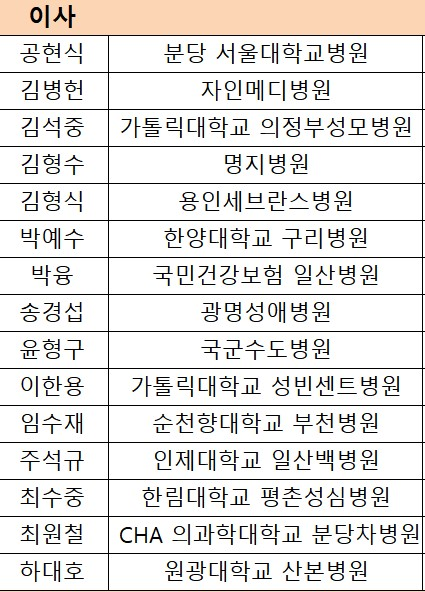 이사
공현식 분당 서울대학교병원
김병헌 자인메디병원
김석중 가톨릭대학교 의정부성모병원
김형수 명지병원
김형식 용인세브란스병원
박예수 한양대학교 구리병원
박융 국민건강보험 일산병원
송경섭 광명성애병원
윤형구 국군수도병원
이한용 가톨릭대학교 성빈센트병원
임수재 순천향대학교 부천병원
주석규 인제대학교 일산백병원
최수중 한림대학교 평촌성심병원
최원철 CHA 의과학대학교 분당차병원
하대호 원광대학교 산본병원